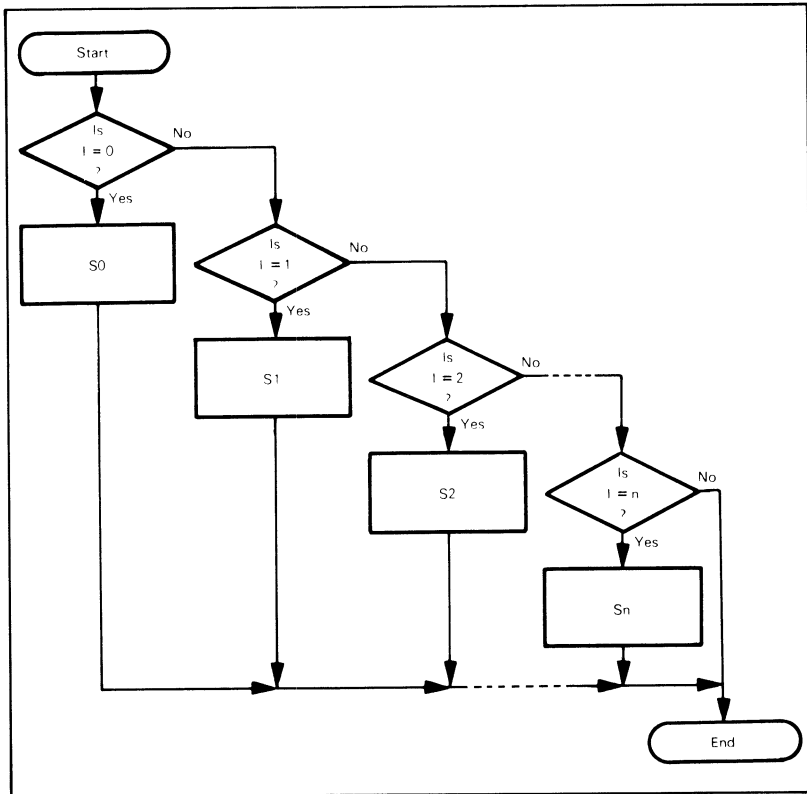 Start
Is
I = 0
?
No
Yes
S0
Is
I = 1
?
No
Yes
S1
Is
I = 2
?
No
Yes
S2
Is
I = n
?
No
Yes
Sn
End